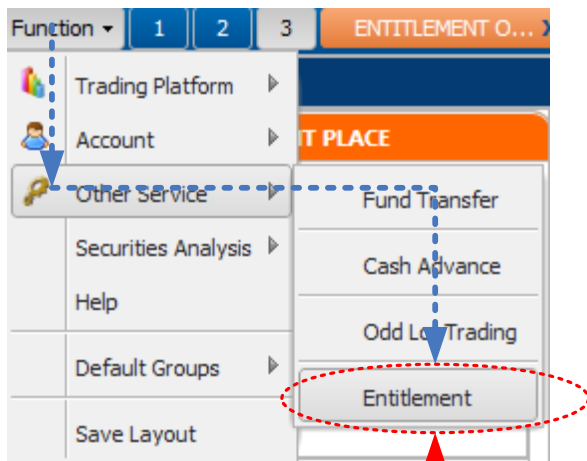 Function 1 2 3 ENTITLEMENT O...
Trading Platform
Account
PLACE
Other Service
Fund Transfer
Securities Analysis
Cash Advance
Help
Odd Lot Trading
Default Groups
Entitlement
Save Layout